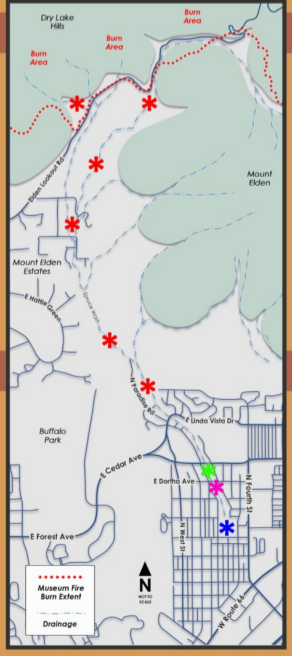 Dry Lake
Hills
Burn
Area
Burn
Area
Burn
Area
Elden Lookout Rd
Mount
Elden
Mount Elden
Estates
E Hattie Green
Spruce Wash
N Paradise Rd
E Linda Vista Dr
Buffalo
Park
E Cedar Ave
E Dortha Ave
N Fourth St
N West St
E Forest Ave
N
NOT TO
SCALE
W Route 66
Museum Fire
Burn Extent
Drainage